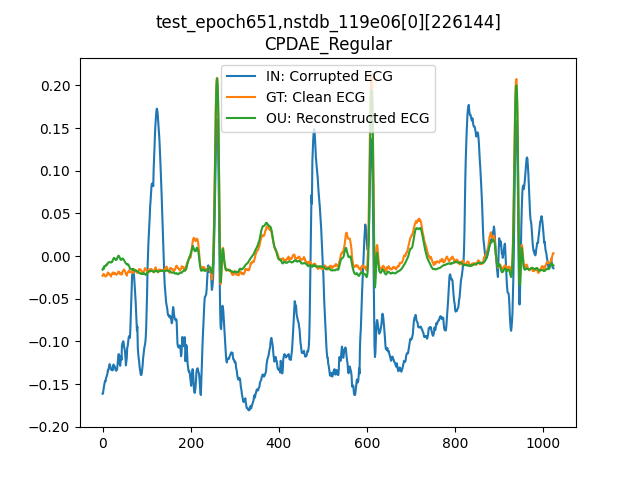 test_epoch651,nstdb_119e06[0][226144]
CPDAE_Regular
IN: Corrupted ECG
GT: Clean ECG
OU: Reconstructed ECG
0.20
0.15
0.10
0.05
0.00
−0.05
−0.10
−0.15
−0.20
0 200 400 600 800 1000